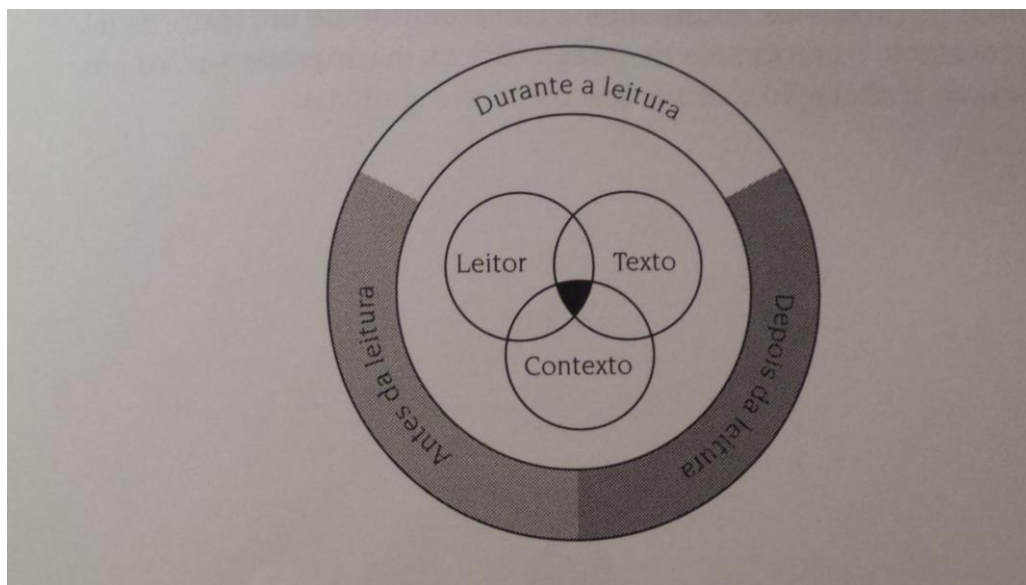 Durante a leitura
Leitor
Texto
Contexto
Antes da leitura
Depois da leitura